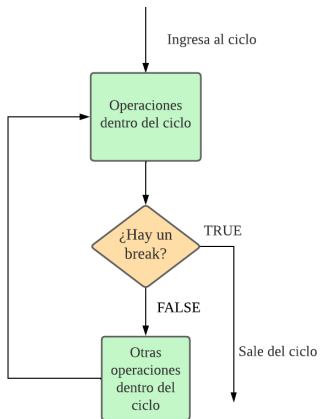 Ingresa al ciclo
Operaciones
dentro del ciclo
¿Hay un
break?
TRUE
FALSE
Sale del ciclo
Otras
operaciones
dentro del
ciclo